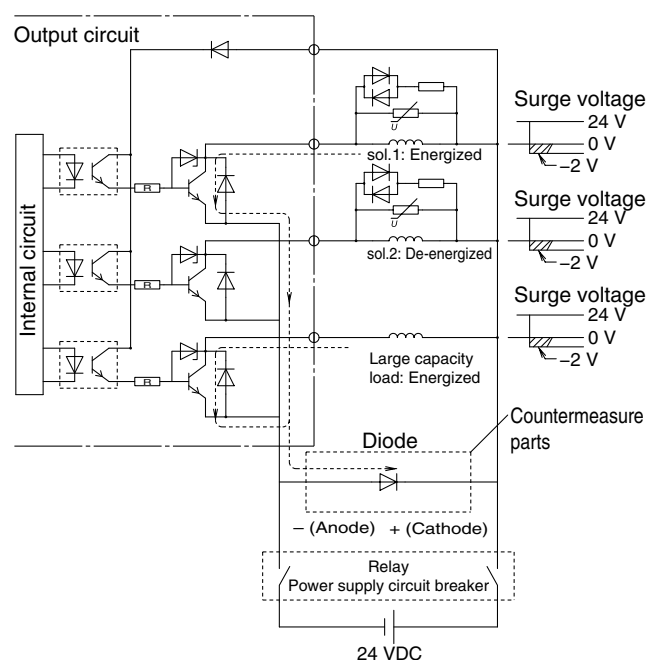 Output circuit
Internal circuit
R
R
R
U
U
sol.1: Energized
sol.2: De-energized
Large capacity
load: Energized
Surge voltage
24 V
0 V
−2 V
Surge voltage
24 V
0 V
−2 V
Surge voltage
24 V
0 V
−2 V
Countermeasure
parts
Diode
− (Anode) + (Cathode)
Relay
Power supply circuit breaker
24 VDC